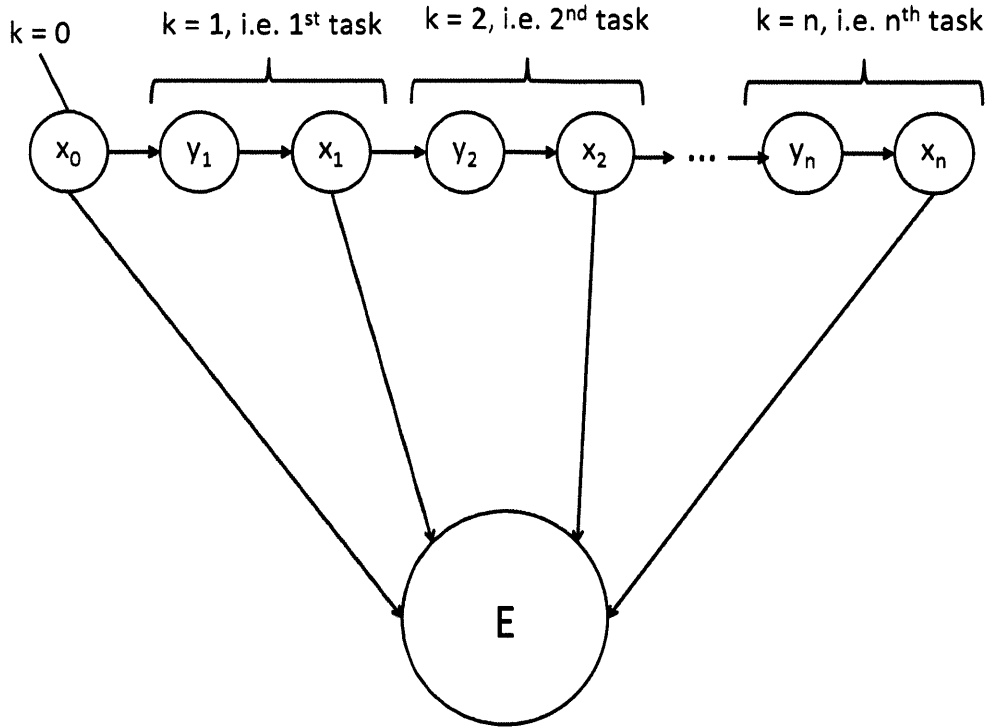 k = 0
k = 1, i.e. 1st task
k = 2, i.e. 2nd task
k = n, i.e. nth task
x0 y1 x1 y2 x2 ... yn xn
E